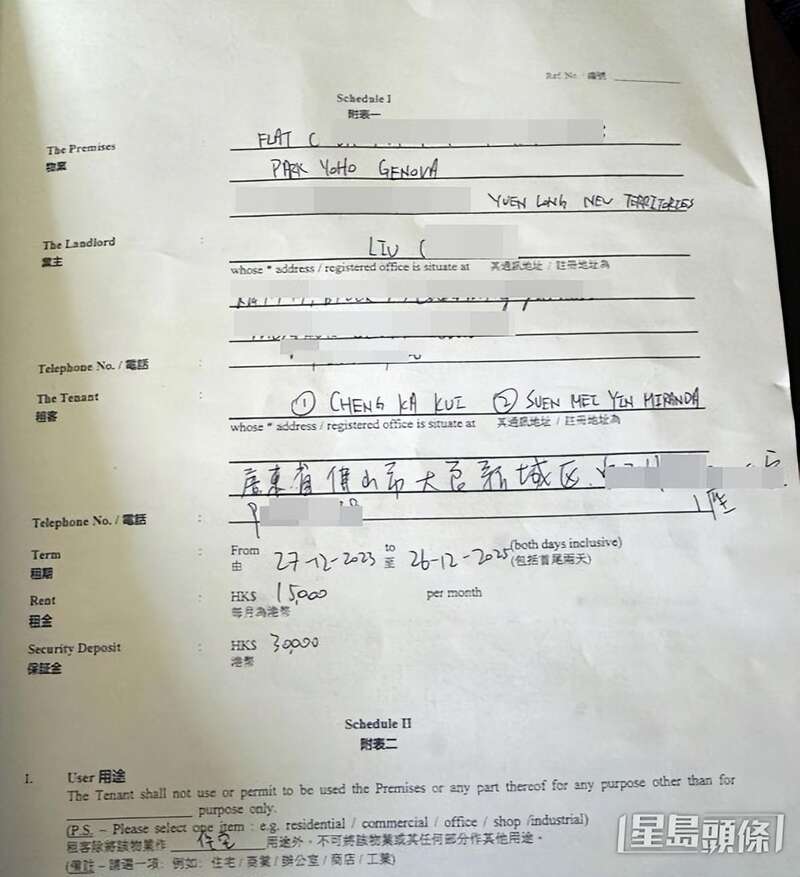 Ref. No. 編號
Schedule I
附表一
The Premises
物業
FLAT C
PARK YOHO GENOVA
YUEN LONG NEW TERRITORIES
The Landlord :
業主
LIU
whose * address / registered office is situate at 其通訊地址 / 註冊地址為
Telephone No. / 電話 :
The Tenant :
租客
① CHENG KA KUI ② SUEN MEI YIN MIRANDA
whose * address / registered office is situate at 其通訊地址 / 註冊地址為
廣東省佛山市大良新城区
Telephone No. / 電話 :
Term :
租期
From 27-12-2023 to 26-12-2025 (both days inclusive)
由 至 (包括首尾兩天)
Rent :
租金
HK$ 15,000 per month
每月為港幣
Security Deposit :
保証金
HK$ 30,000
港幣
Schedule II
附表二
1. User 用途
The Tenant shall not use or permit to be used the Premises or any part thereof for any purpose other than for
purpose only.
(P.S. – Please select one item : e.g. residential / commercial / office / shop /industrial)
租客除將該物業作 住宅 用途外,不可將該物業或其任何部分作其他用途。
(備註 – 請選一項: 例如: 住宅 / 商業 / 辦公室 / 商店 / 工業)
星島頭條